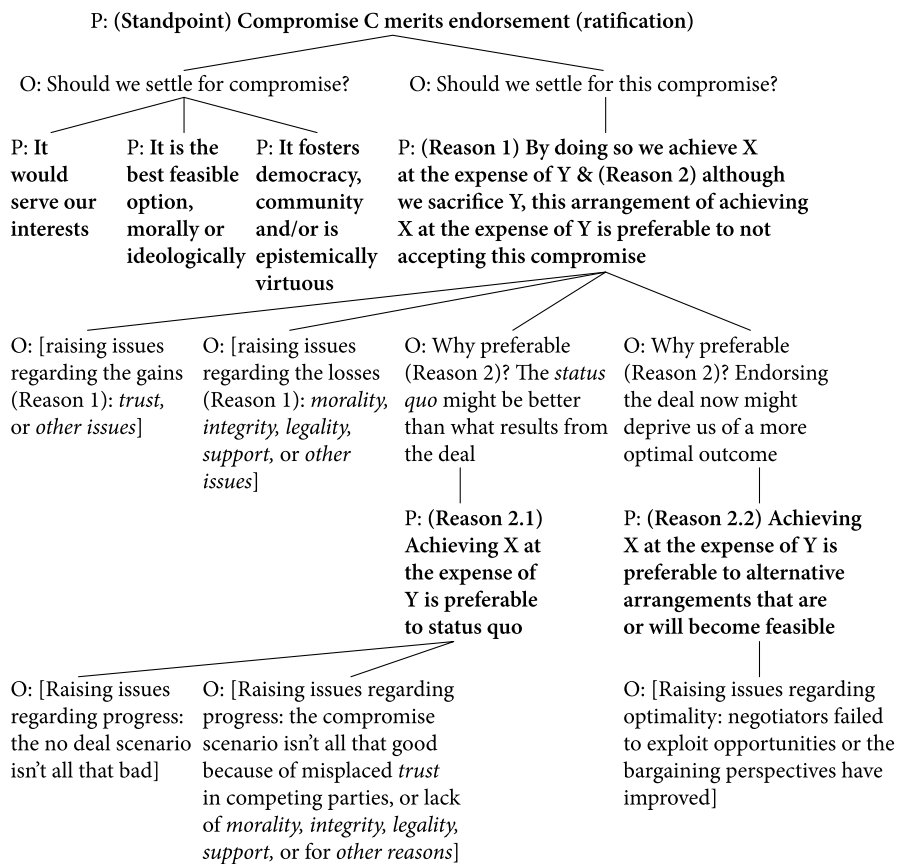 P: (Standpoint) Compromise C merits endorsement (ratification)
O: Should we settle for compromise?
O: Should we settle for this compromise?
P: It
would
serve our
interests
P: It is the
best feasible
option,
morally or
ideologically
P: It fosters
democracy,
community
and/or is
epistemically
virtuous
P: (Reason 1) By doing so we achieve X
at the expense of Y & (Reason 2) although
we sacrifice Y, this arrangement of achieving
X at the expense of Y is preferable to not
accepting this compromise
O: [raising issues
regarding the gains
(Reason 1): trust,
or other issues]
O: [raising issues
regarding the losses
(Reason 1): morality,
integrity, legality,
support, or other
issues]
O: Why preferable
(Reason 2)? The status
quo might be better
than what results from
the deal
O: Why preferable
(Reason 2)? Endorsing
the deal now might
deprive us of a more
optimal outcome
P: (Reason 2.1)
Achieving X at
the expense of
Y is preferable
to status quo
P: (Reason 2.2) Achieving
X at the expense of Y is
preferable to alternative
arrangements that are
or will become feasible
O: [Raising issues
regarding progress:
the no deal scenario
isn't all that bad]
O: [Raising issues regarding
progress: the compromise
scenario isn't all that good
because of misplaced trust
in competing parties, or lack
of morality, integrity, legality,
support, or for other reasons]
O: [Raising issues regarding
optimality: negotiators failed
to exploit opportunities or the
bargaining perspectives have
improved]